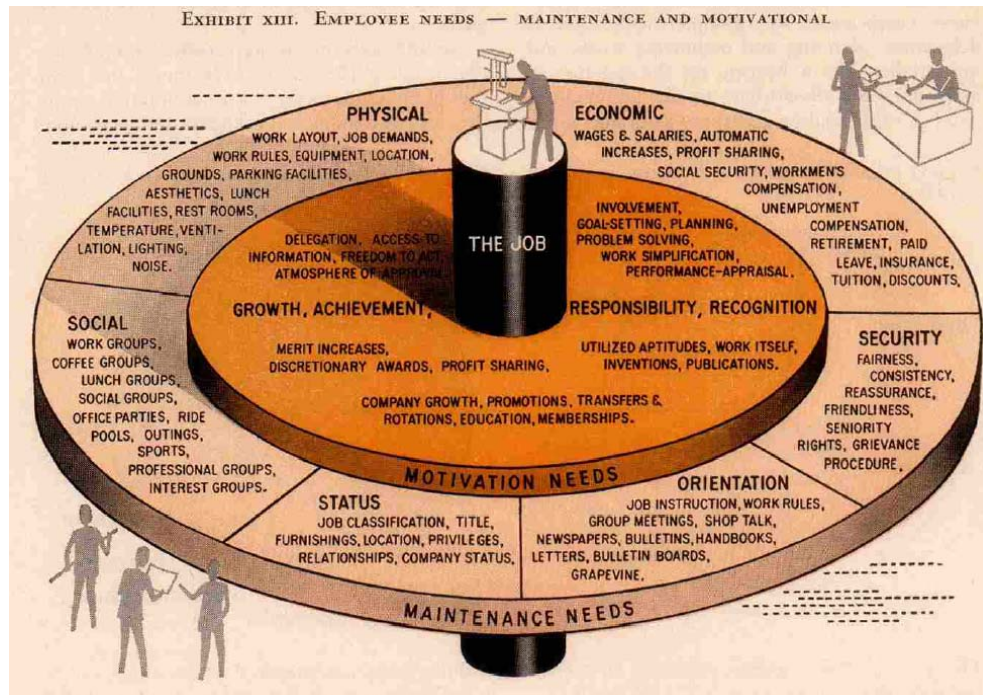 EXHIBIT XIII. EMPLOYEE NEEDS — MAINTENANCE AND MOTIVATIONAL
PHYSICAL
WORK LAYOUT, JOB DEMANDS,
WORK RULES, EQUIPMENT, LOCATION,
GROUNDS, PARKING FACILITIES,
AESTHETICS, LUNCH
FACILITIES, REST ROOMS,
TEMPERATURE, VENTI-
LATION, LIGHTING,
NOISE.
ECONOMIC
WAGES & SALARIES, AUTOMATIC
INCREASES, PROFIT SHARING,
SOCIAL SECURITY, WORKMEN'S
COMPENSATION,
UNEMPLOYMENT
COMPENSATION,
RETIREMENT, PAID
LEAVE, INSURANCE,
TUITION, DISCOUNTS.
THE JOB
DELEGATION, ACCESS TO
INFORMATION, FREEDOM TO ACT,
ATMOSPHERE OF APPROVAL.
INVOLVEMENT,
GOAL-SETTING, PLANNING,
PROBLEM SOLVING,
WORK SIMPLIFICATION,
PERFORMANCE-APPRAISAL.
GROWTH, ACHIEVEMENT,
RESPONSIBILITY, RECOGNITION
MERIT INCREASES,
DISCRETIONARY AWARDS, PROFIT SHARING.
UTILIZED APTITUDES, WORK ITSELF,
INVENTIONS, PUBLICATIONS.
COMPANY GROWTH, PROMOTIONS, TRANSFERS &
ROTATIONS, EDUCATION, MEMBERSHIPS.
MOTIVATION NEEDS
SOCIAL
WORK GROUPS,
COFFEE GROUPS,
LUNCH GROUPS,
SOCIAL GROUPS,
OFFICE PARTIES, RIDE
POOLS, OUTINGS,
SPORTS,
PROFESSIONAL GROUPS,
INTEREST GROUPS.
SECURITY
FAIRNESS,
CONSISTENCY,
REASSURANCE,
FRIENDLINESS,
SENIORITY
RIGHTS, GRIEVANCE
PROCEDURE.
STATUS
JOB CLASSIFICATION, TITLE,
FURNISHINGS, LOCATION, PRIVILEGES,
RELATIONSHIPS, COMPANY STATUS.
ORIENTATION
JOB INSTRUCTION, WORK RULES,
GROUP MEETINGS, SHOP TALK,
NEWSPAPERS, BULLETINS, HANDBOOKS,
LETTERS, BULLETIN BOARDS,
GRAPEVINE.
MAINTENANCE NEEDS